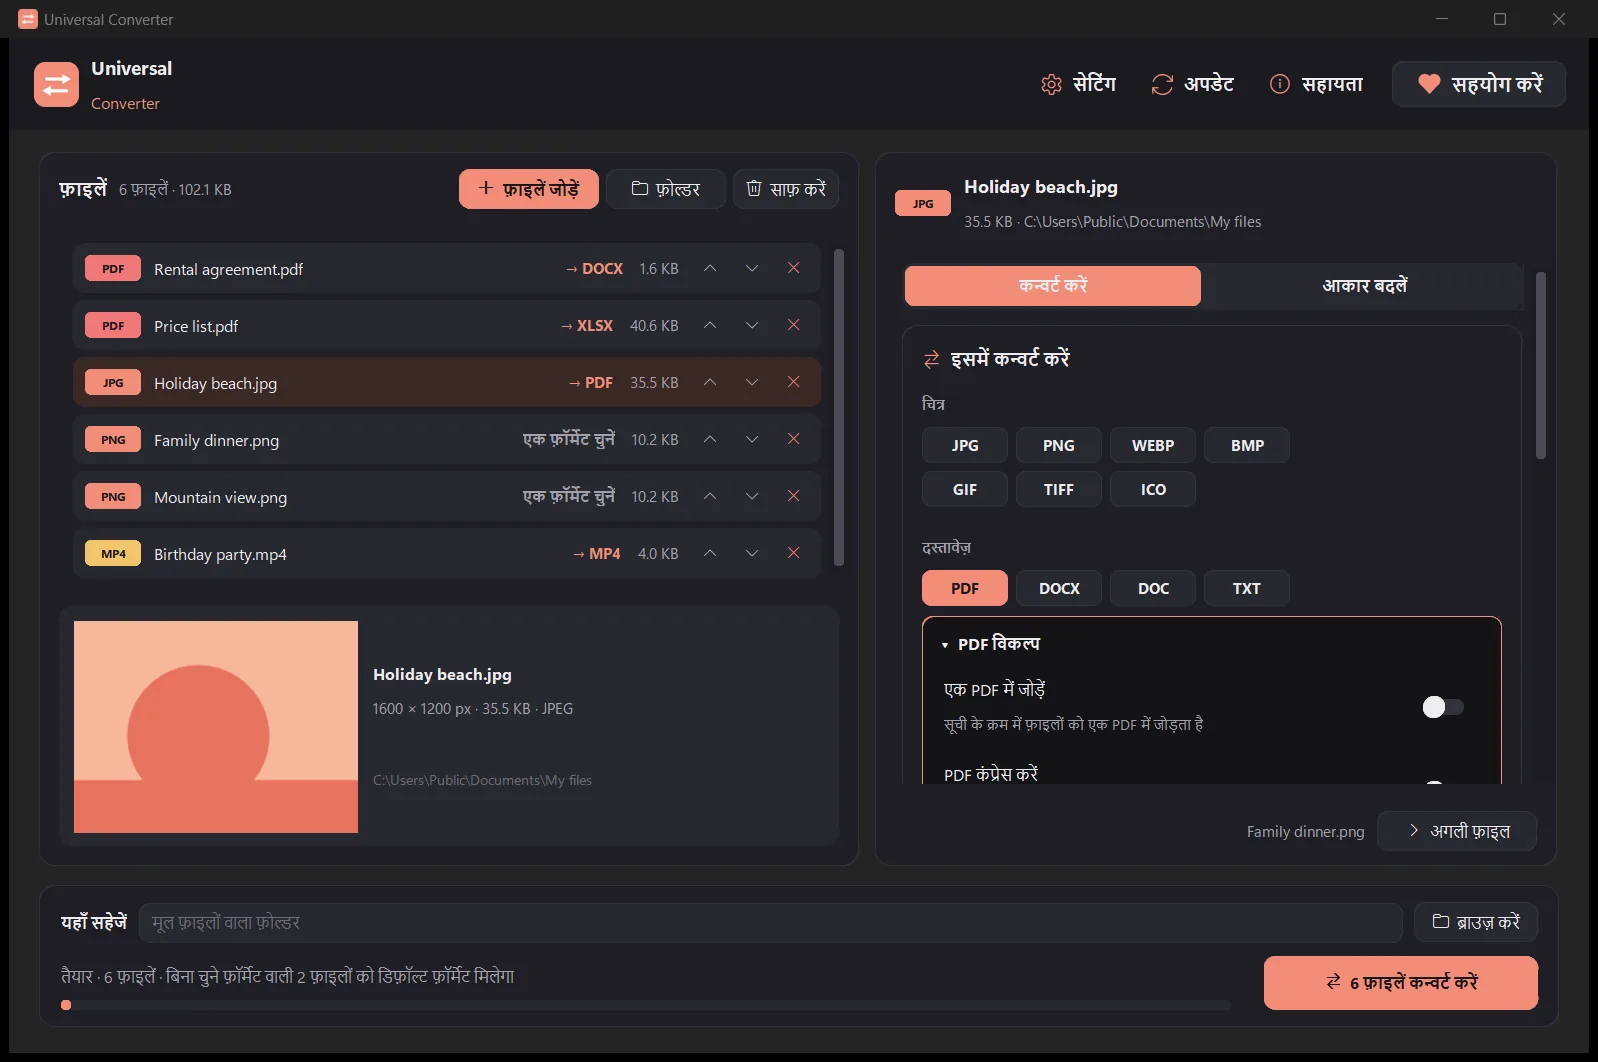 Universal Converter
Universal
Converter
सेटिंग
अपडेट
सहायता
सहयोग करें
फ़ाइलें
6 फ़ाइलें · 102.1 KB
फ़ाइलें जोड़ें
फ़ोल्डर
साफ़ करें
PDF Rental agreement.pdf → DOCX 1.6 KB
PDF Price list.pdf → XLSX 40.6 KB
JPG Holiday beach.jpg → PDF 35.5 KB
PNG Family dinner.png एक फ़ॉर्मेट चुनें 10.2 KB
PNG Mountain view.png एक फ़ॉर्मेट चुनें 10.2 KB
MP4 Birthday party.mp4 → MP4 4.0 KB
Holiday beach.jpg
1600 × 1200 px · 35.5 KB · JPEG
C:\Users\Public\Documents\My files
JPG
Holiday beach.jpg
35.5 KB · C:\Users\Public\Documents\My files
कन्वर्ट करें
आकार बदलें
इसमें कन्वर्ट करें
चित्र
JPG PNG WEBP BMP
GIF TIFF ICO
दस्तावेज़
PDF DOCX DOC TXT
PDF विकल्प
एक PDF में जोड़ें
सूची के क्रम में फ़ाइलों को एक PDF में जोड़ता है
PDF कंप्रेस करें
Family dinner.png
अगली फ़ाइल
यहाँ सहेजें
मूल फ़ाइलों वाला फ़ोल्डर
ब्राउज़ करें
तैयार · 6 फ़ाइलें · बिना चुने फ़ॉर्मेट वाली 2 फ़ाइलों को डिफ़ॉल्ट फ़ॉर्मेट मिलेगा
6 फ़ाइलें कन्वर्ट करें